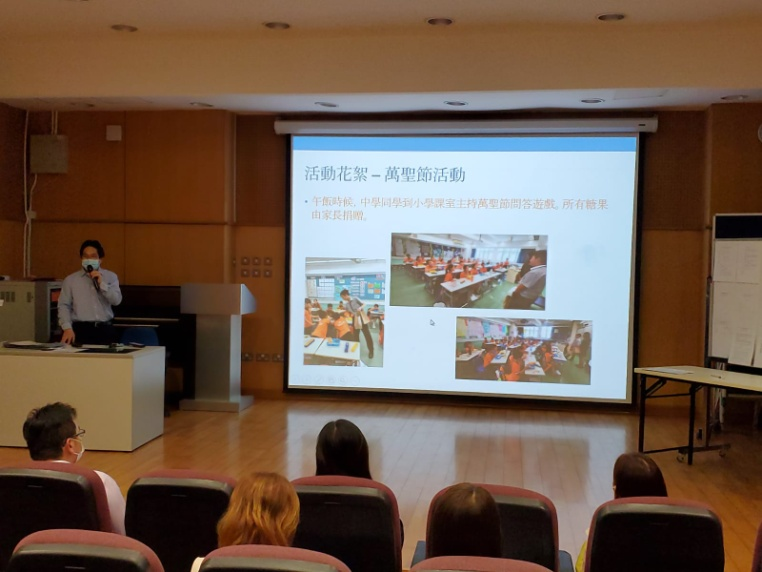 活動花絮 – 萬聖節活動
• 午飯時候, 中學同學到小學課室主持萬聖節問答遊戲, 所有糖果
由家長捐贈。